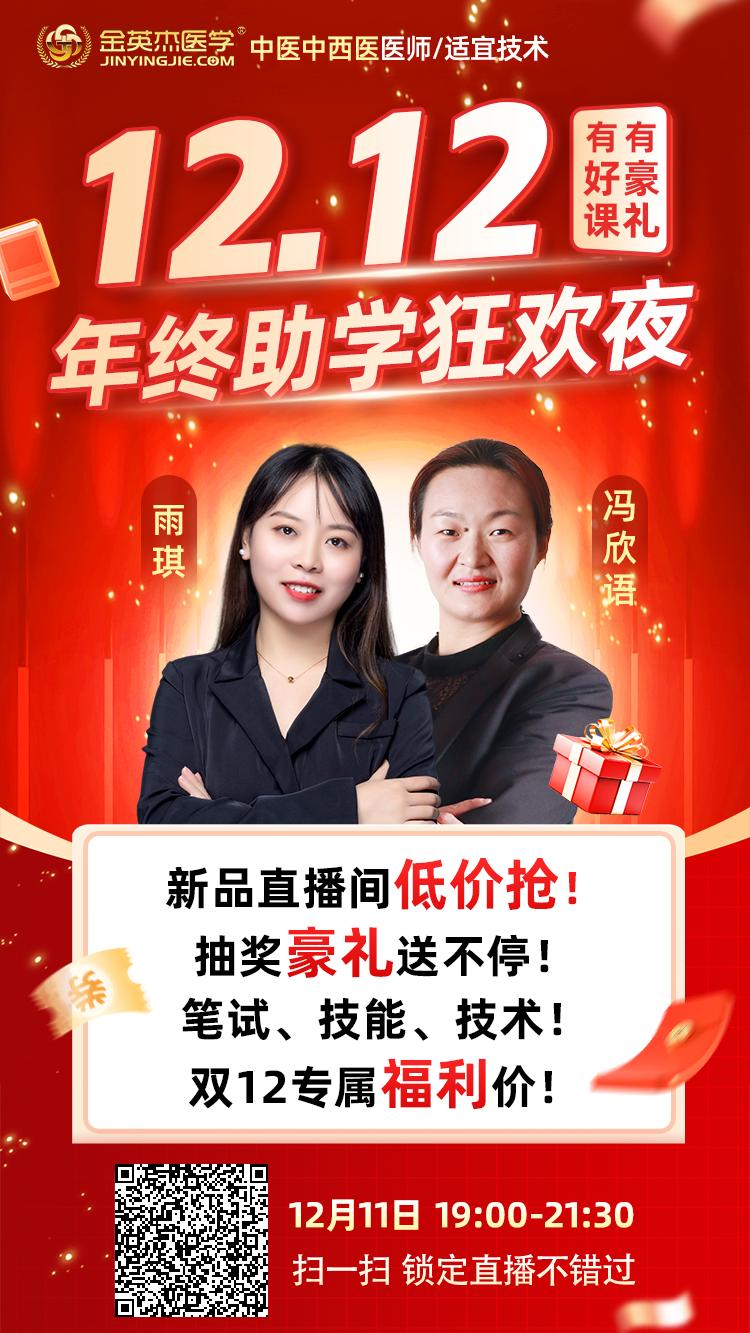 金英杰医学®
JINYINGJIE.COM
中医中西医医师/适宜技术
12.12
有好课
有豪礼
年终助学狂欢夜
雨琪
冯欣语
新品直播间低价抢！
抽奖豪礼送不停！
笔试、技能、技术！
双12专属福利价！
券
12月11日 19:00-21:30
扫一扫 锁定直播不错过